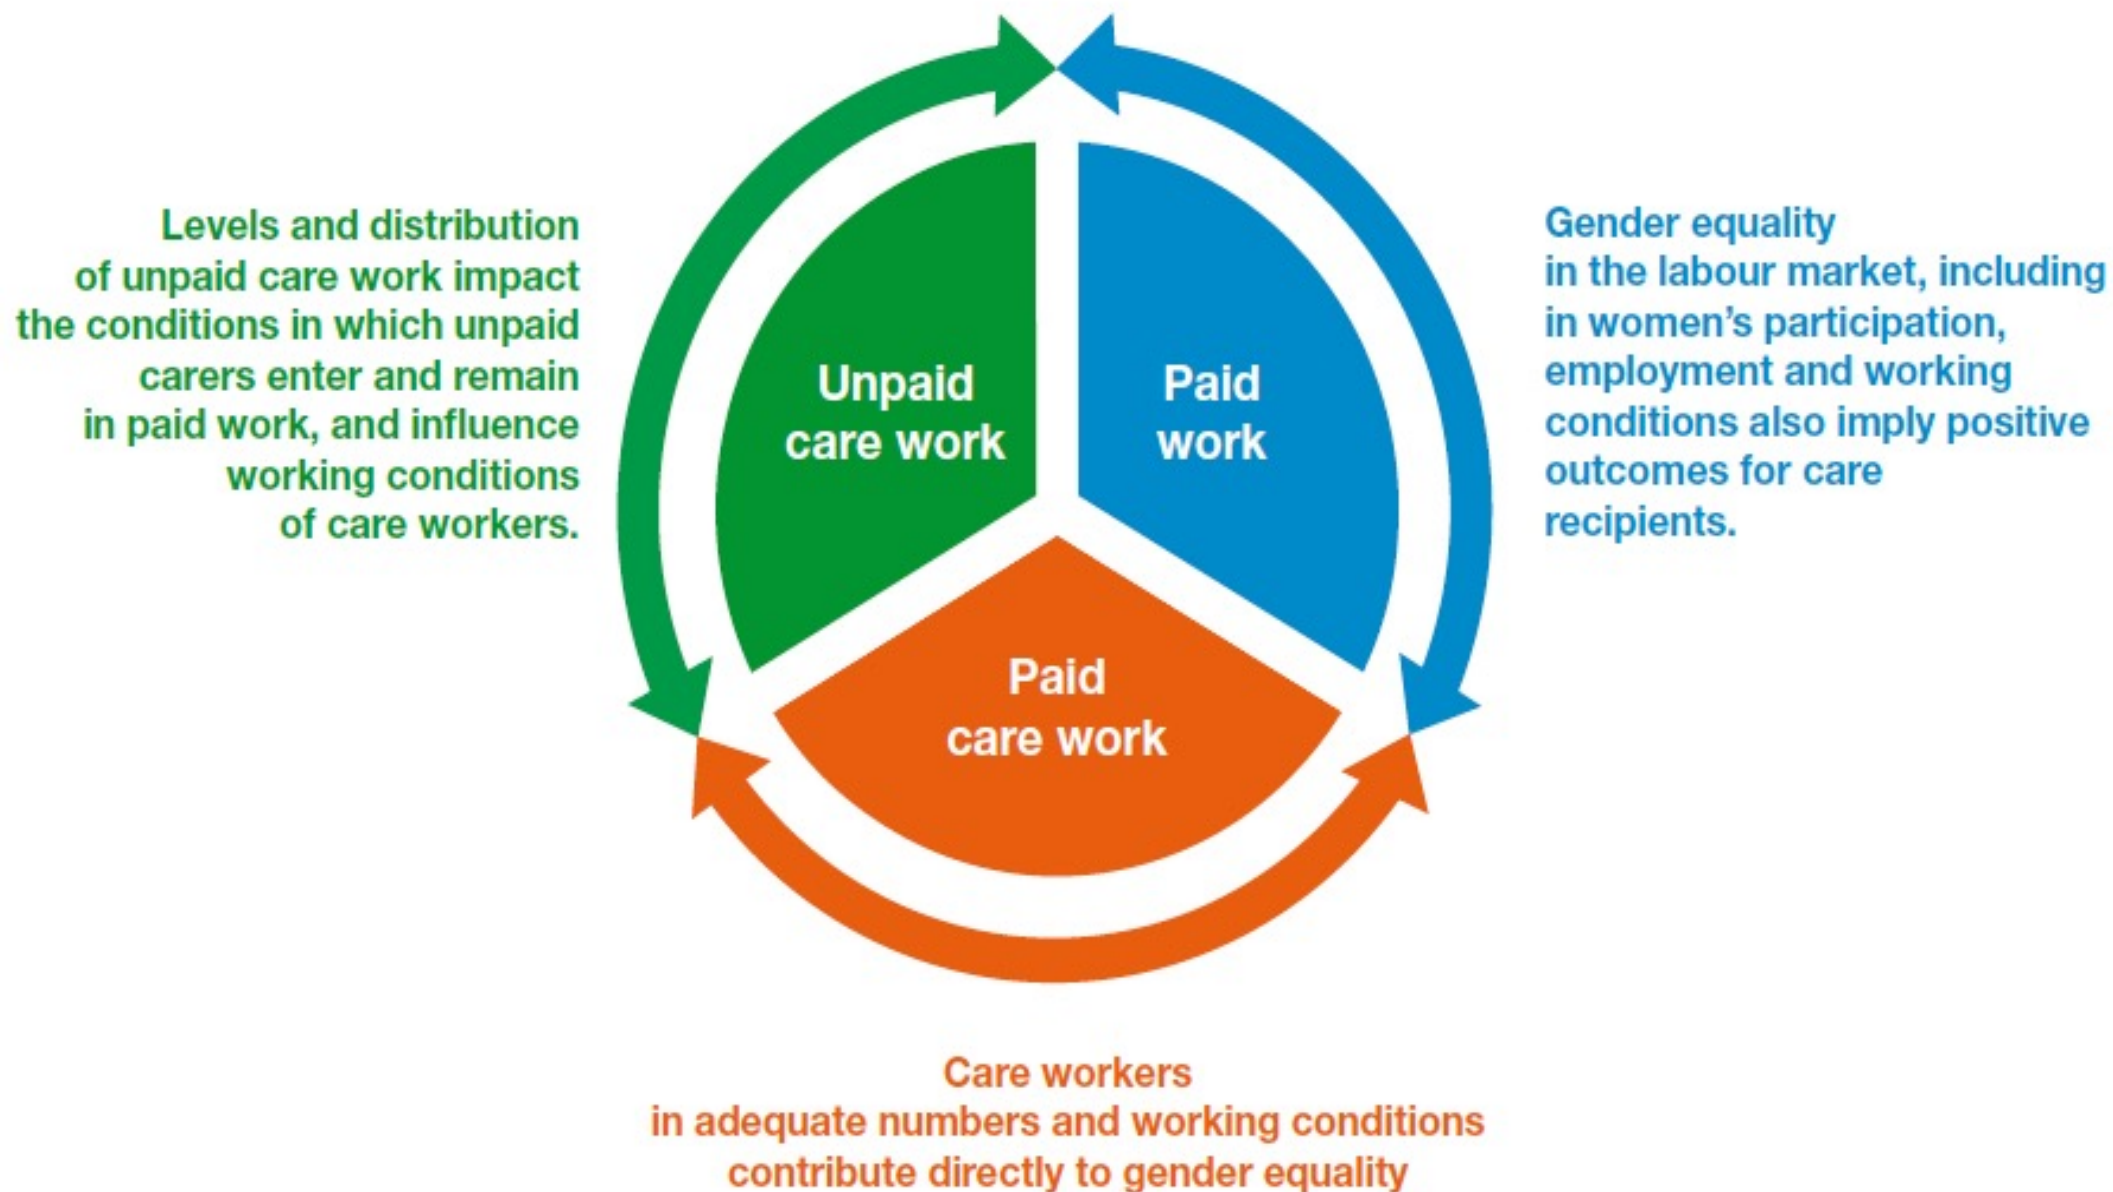 Levels and distribution
of unpaid care work impact
the conditions in which unpaid
carers enter and remain
in paid work, and influence
working conditions
of care workers.
Unpaid
care work
Paid
work
Gender equality
in the labour market, including
in women’s participation,
employment and working
conditions also imply positive
outcomes for care
recipients.
Paid
care work
Care workers
in adequate numbers and working conditions
contribute directly to gender equality